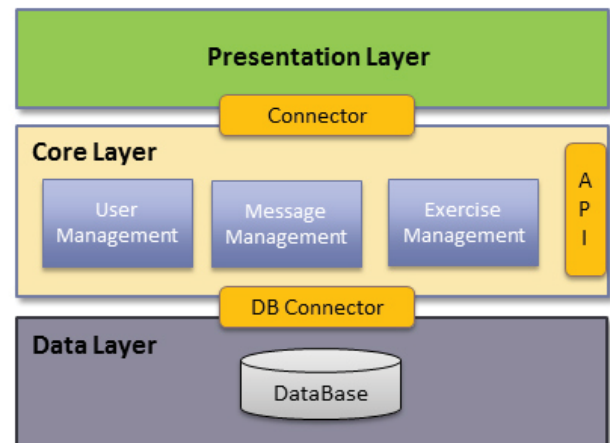 Presentation Layer
Connector
Core Layer
User
Management
Message
Management
Exercise
Management
A
P
I
DB Connector
Data Layer
DataBase